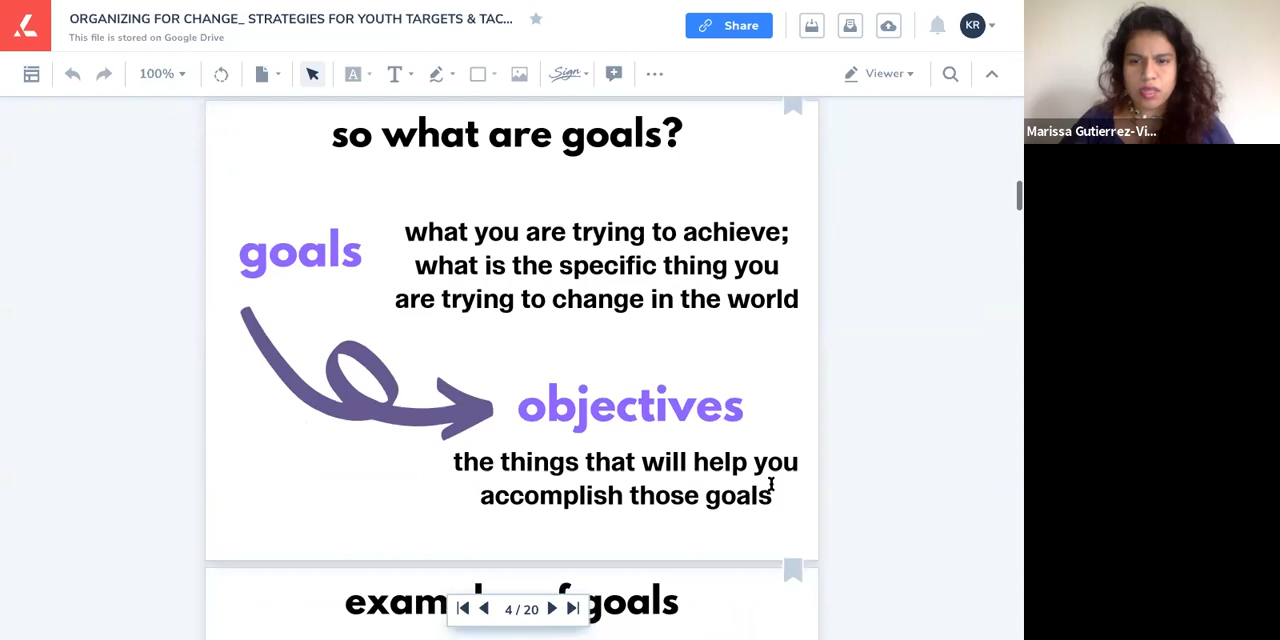 ORGANIZING FOR CHANGE_ STRATEGIES FOR YOUTH TARGETS & TAC...
This file is stored on Google Drive
Share
KR
100%
A
T
Sign
Viewer
Marissa Gutierrez-Vi...
so what are goals?
goals
what you are trying to achieve;
what is the specific thing you
are trying to change in the world
objectives
the things that will help you
accomplish those goals
goals
4 / 20